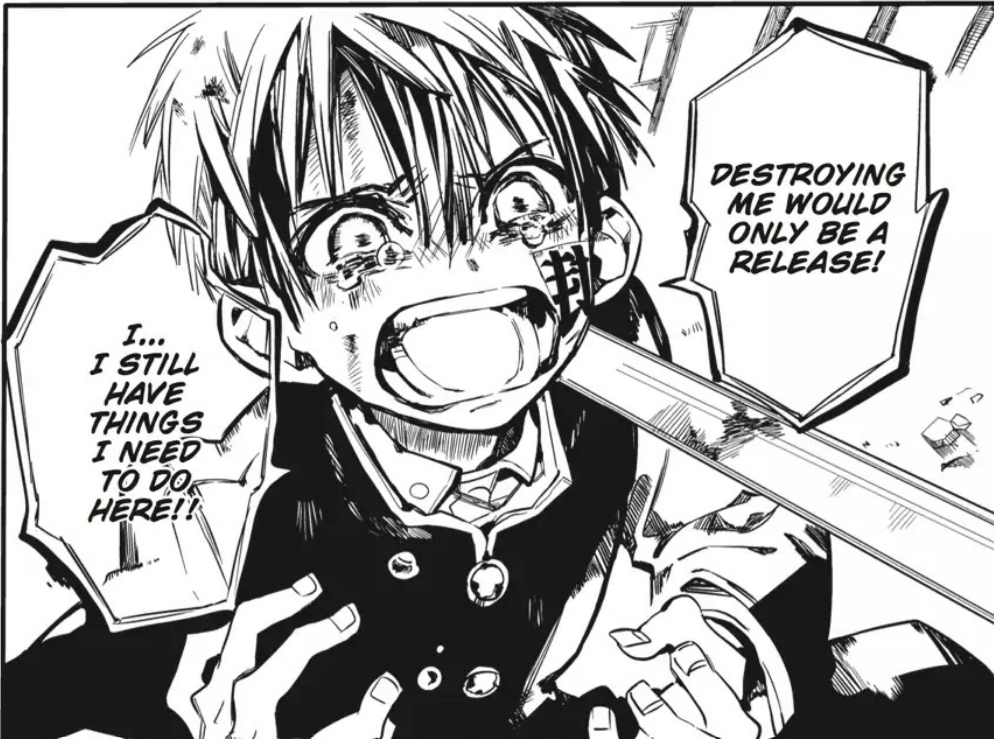 DESTROYING
ME WOULD
ONLY BE A
RELEASE!
封
I...
I STILL
HAVE
THINGS
I NEED
TO DO
HERE!!